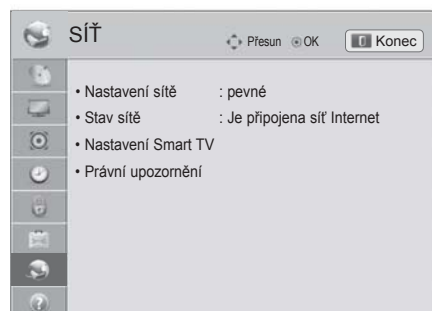 SÍŤ
Přesun OK Konec
• Nastavení sítě : pevné
• Stav sítě : Je připojena síť Internet
• Nastavení Smart TV
• Právní upozornění